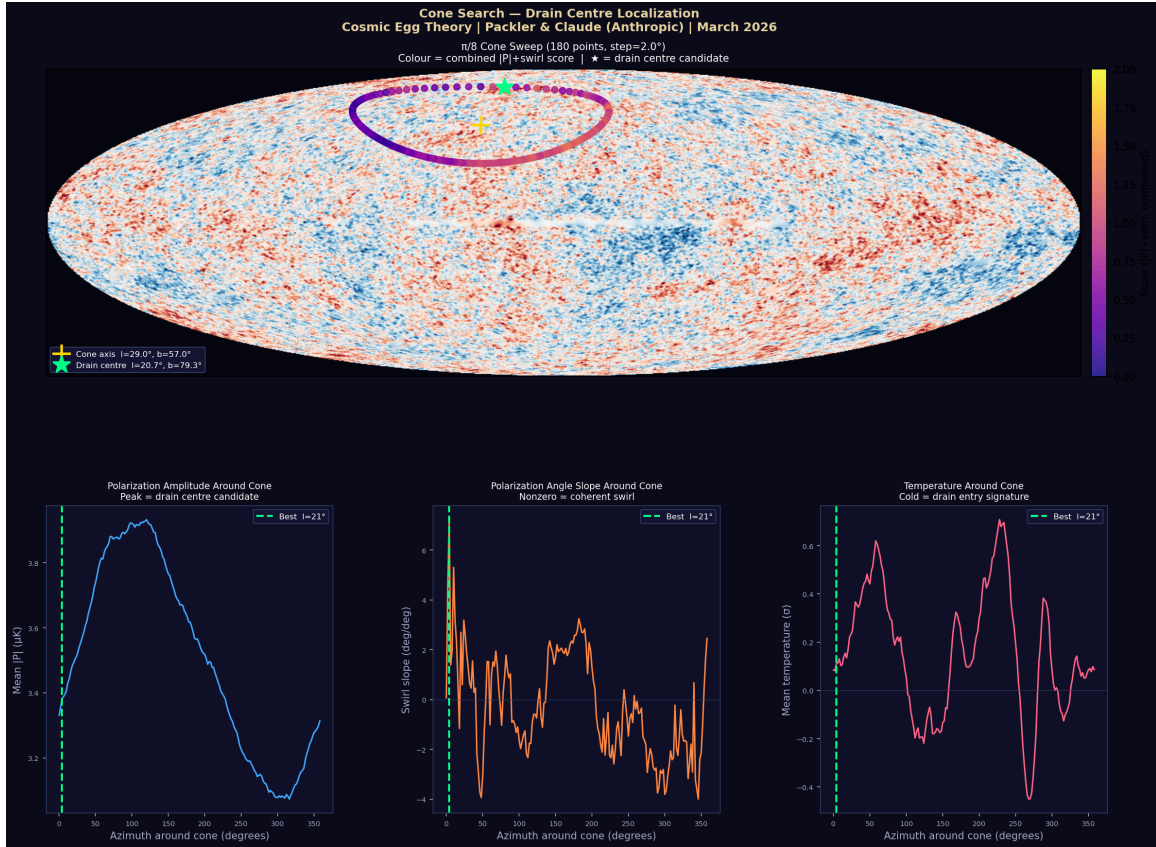 Cone Search — Drain Centre Localization
Cosmic Egg Theory | Packler & Claude (Anthropic) | March 2026
π/8 Cone Sweep (180 points, step=2.0°)
Colour = combined |P|+swirl score | ★ = drain centre candidate
2.00
1.75
1.50
1.25
1.00
0.75
0.50
0.25
0.00
Score (|P|+swirl, normalised)
Cone axis l=29.0°, b=57.0°
Drain centre l=20.7°, b=79.3°
Polarization Amplitude Around Cone
Peak = drain centre candidate
Best l=21°
Mean |P| (μK)
3.8
3.6
3.4
3.2
0 50 100 150 200 250 300 350
Azimuth around cone (degrees)
Polarization Angle Slope Around Cone
Nonzero = coherent swirl
Best l=21°
Swirl slope (deg/deg)
6
4
2
0
−2
−4
0 50 100 150 200 250 300 350
Azimuth around cone (degrees)
Temperature Around Cone
Cold = drain entry signature
Best l=21°
Mean temperature (σ)
0.6
0.4
0.2
0.0
−0.2
−0.4
0 50 100 150 200 250 300 350
Azimuth around cone (degrees)